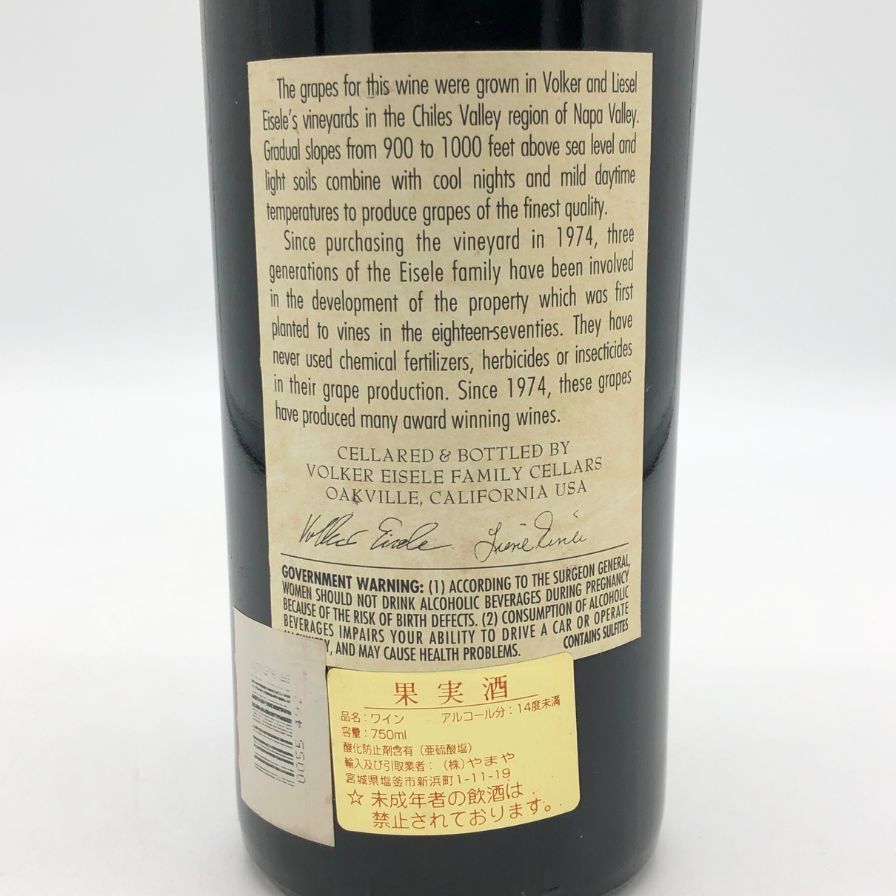 The grapes for this wine were grown in Volker and Liesel
Eisele's vineyards in the Chiles Valley region of Napa Valley.
Gradual slopes from 900 to 1000 feet above sea level and
light soils combine with cool nights and mild daytime
temperatures to produce grapes of the finest quality.
Since purchasing the vineyard in 1974, three
generations of the Eisele family have been involved
in the development of the property which was first
planted to vines in the eighteen-seventies. They have
never used chemical fertilizers, herbicides or insecticides
in their grape production. Since 1974, these grapes
have produced many award winning wines.
CELLARED & BOTTLED BY
VOLKER EISELE FAMILY CELLARS
OAKVILLE, CALIFORNIA USA
Volker Eisele Liesel Eisele
GOVERNMENT WARNING: (1) ACCORDING TO THE SURGEON GENERAL,
WOMEN SHOULD NOT DRINK ALCOHOLIC BEVERAGES DURING PREGNANCY
BECAUSE OF THE RISK OF BIRTH DEFECTS. (2) CONSUMPTION OF ALCOHOLIC
BEVERAGES IMPAIRS YOUR ABILITY TO DRIVE A CAR OR OPERATE
, AND MAY CAUSE HEALTH PROBLEMS. CONTAINS SULFITES
果実酒
品名:ワイン アルコール分:14度未満
容量:750ml
酸化防止剤含有(亜硫酸塩)
輸入及び引取業者:(株)やまや
宮城県塩釜市新浜町1-11-19
☆ 未成年者の飲酒は
禁止されております。